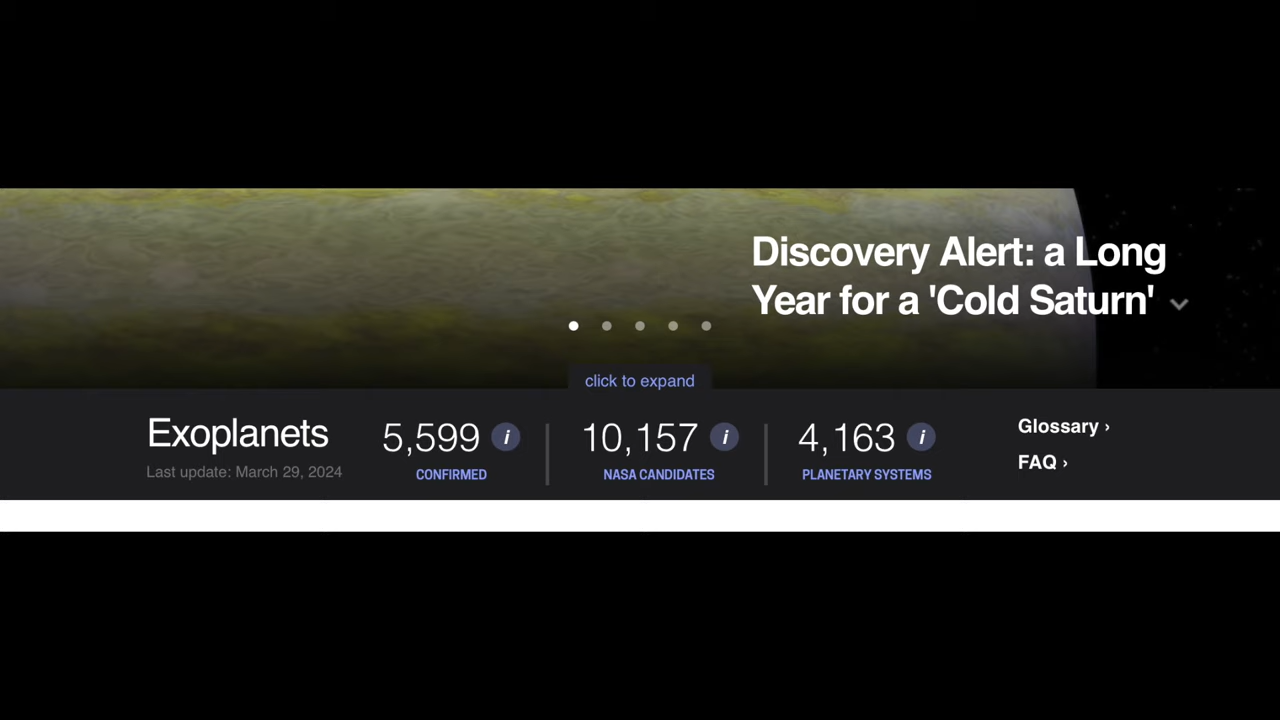 Discovery Alert: a Long
Year for a 'Cold Saturn'
click to expand
Exoplanets
Last update: March 29, 2024
5,599 i
CONFIRMED
10,157 i
NASA CANDIDATES
4,163 i
PLANETARY SYSTEMS
Glossary ›
FAQ ›